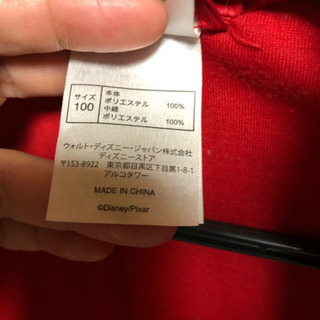 サイズ
100
本体
ポリエステル 100%
中綿
ポリエステル 100%
ウォルト・ディズニー・ジャパン株式会社
ディズニーストア
〒153-8922 東京都目黒区下目黒1-8-1
アルコタワー
MADE IN CHINA
©Disney/Pixar